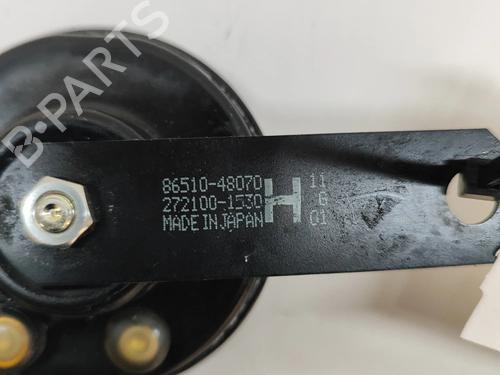 B-PARTS
86510-48070
272100-1530
MADE IN JAPAN
H
11
G
01